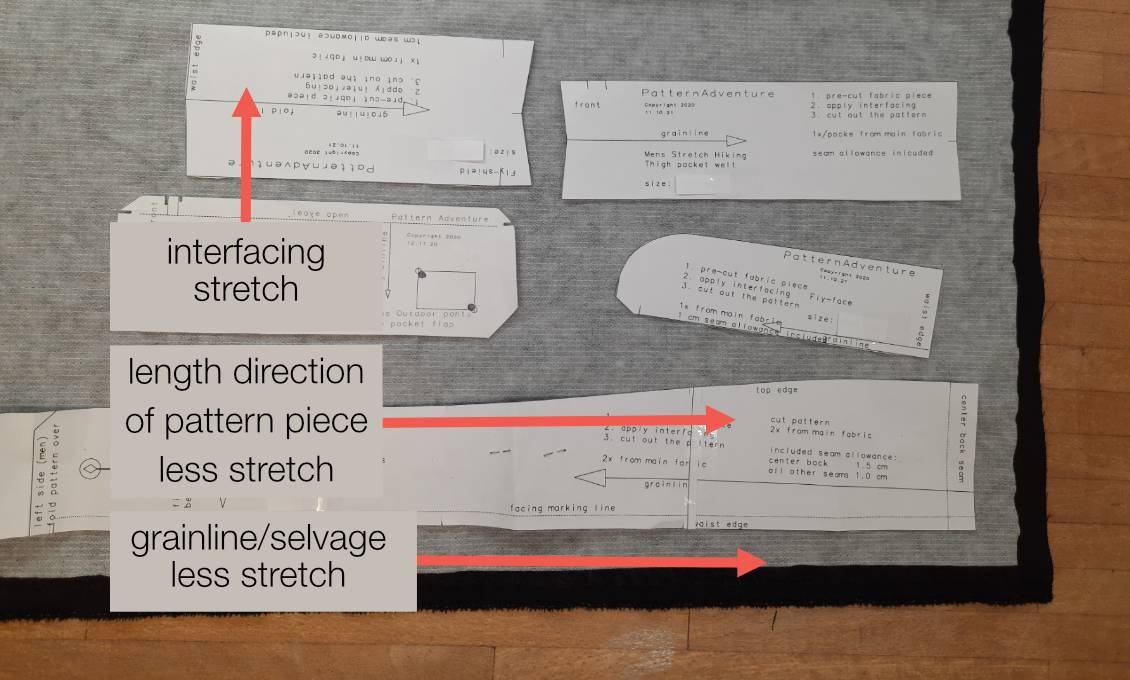 waist edge
1cm seam allowance included
1x from main fabric
3. cut out the pattern
2. apply interfacing
1. pre-cut fabric piece
grainline
fold
PatternAdventure
Copyright 2020
11.10.21
size:
Fly-shield
front
PatternAdventure
Copyright 2020
11.10.21
grainline
Mens Stretch Hiking
Thigh pocket welt
size:
1. pre-cut fabric piece
2. apply interfacing
3. cut out the pattern
1x/pocke from main fabric
seam allowance inlcuded
leave open
Pattern Adventure
Copyright 2020
12.11.20
Outdoor pants
pocket flap
interfacing
stretch
PatternAdventure
Copyright 2020
11.10.21
1. pre-cut fabric piece
2. apply interfacing
3. cut out the pattern
Fly-face
size:
1x from main fabric
1 cm seam allowance included
grainline
waist edge
length direction
of pattern piece
less stretch
left side (men)
fold pattern over
top edge
2. apply
3. cut out the pattern
2x from main fabric
grainlin
facing marking line
cut pattern
2x from main fabric
included seam allowance:
center back 1.5 cm
all other seams 1.0 cm
center back seam
waist edge
grainline/selvage
less stretch